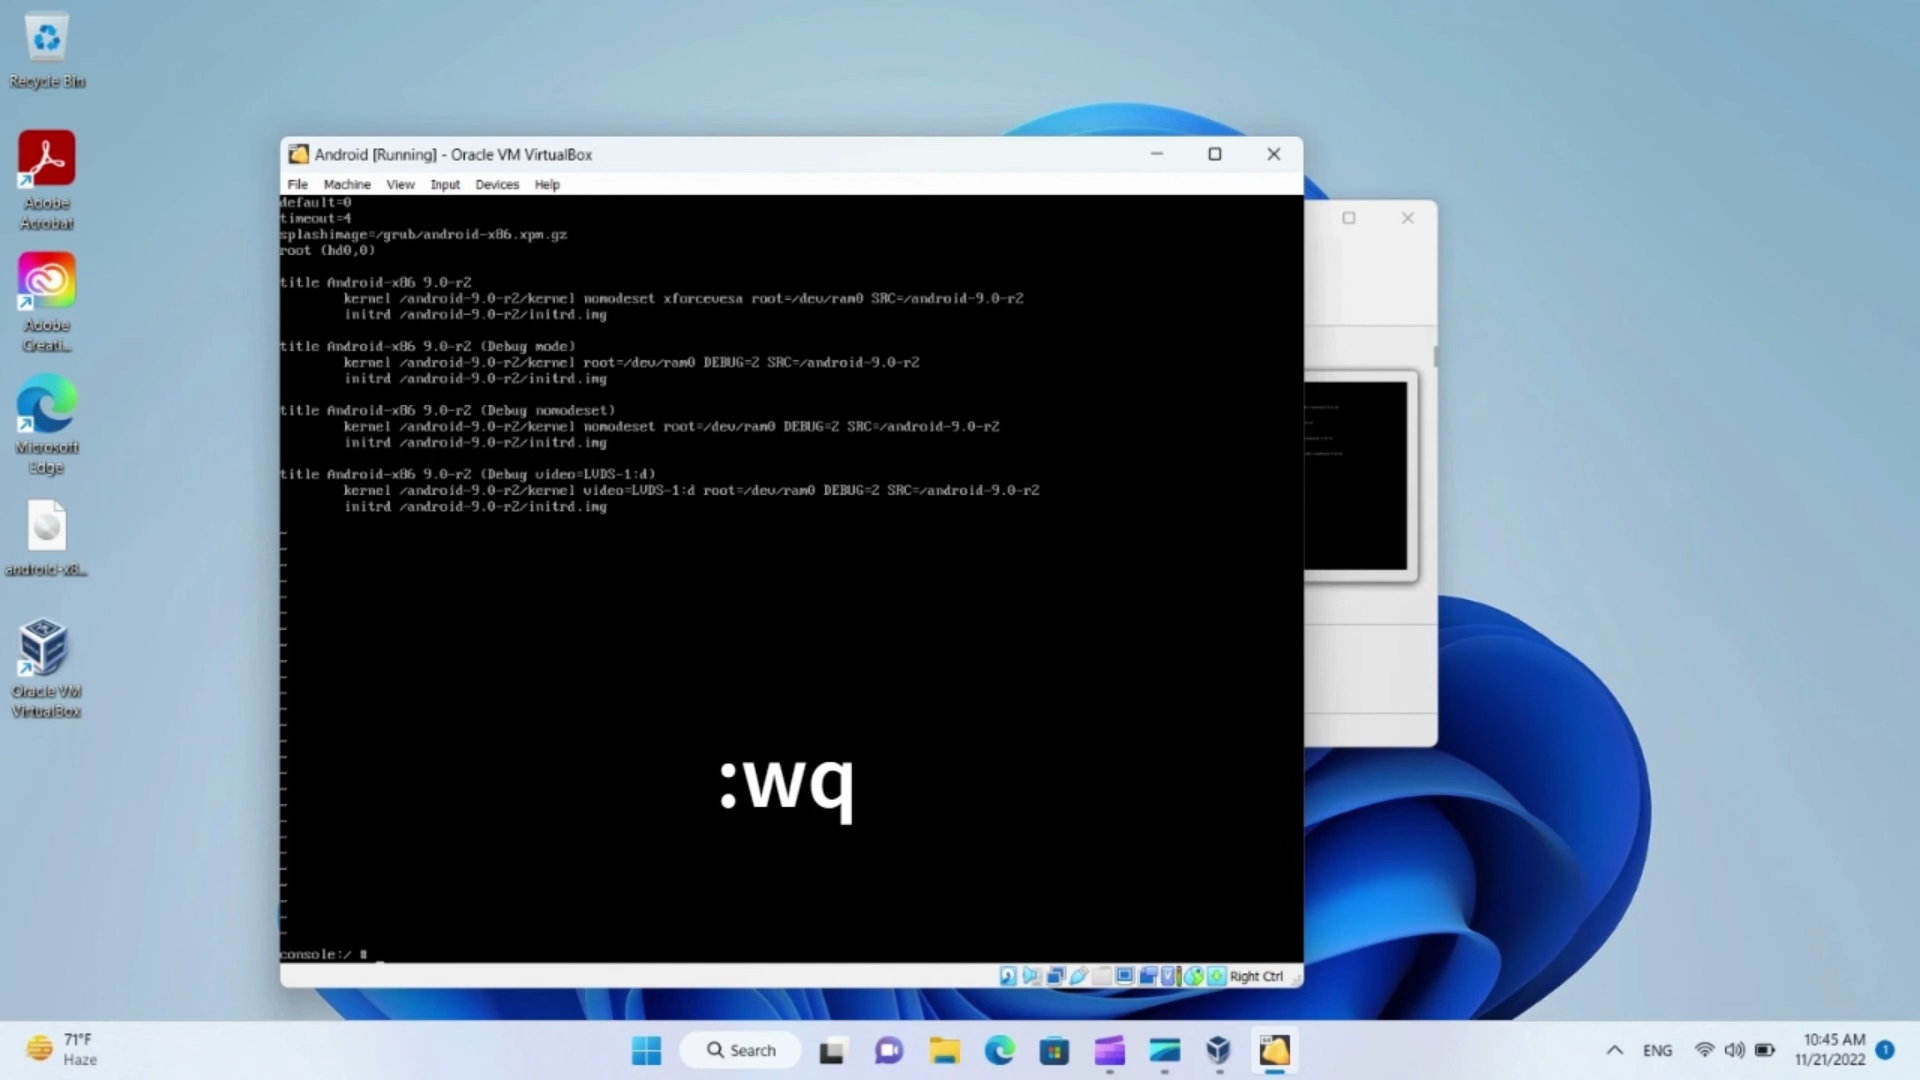 Recycle Bin
Adobe
Acrobat
Adobe
Creati...
Microsoft
Edge
android-x8...
Oracle VM
VirtualBox
Android [Running] - Oracle VM VirtualBox
File Machine View Input Devices Help
default=0
timeout=4
splashimage=/grub/android-x86.xpm.gz
root (hd0,0)
title Android-x86 9.0-r2
kernel /android-9.0-r2/kernel nomodeset xforcevesa root=/dev/ram0 SRC=/android-9.0-r2
initrd /android-9.0-r2/initrd.img
title Android-x86 9.0-r2 (Debug mode)
kernel /android-9.0-r2/kernel root=/dev/ram0 DEBUG=2 SRC=/android-9.0-r2
initrd /android-9.0-r2/initrd.img
title Android-x86 9.0-r2 (Debug nomodeset)
kernel /android-9.0-r2/kernel nomodeset root=/dev/ram0 DEBUG=2 SRC=/android-9.0-r2
initrd /android-9.0-r2/initrd.img
title Android-x86 9.0-r2 (Debug video=LVDS-1:d)
kernel /android-9.0-r2/kernel video=LVDS-1:d root=/dev/ram0 DEBUG=2 SRC=/android-9.0-r2
initrd /android-9.0-r2/initrd.img
:wq
console:/ # _
Right Ctrl
71°F
Haze
Search
ENG
10:45 AM
11/21/2022
1